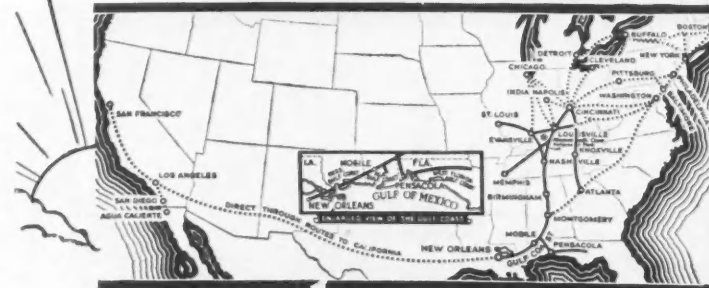 BOSTON
BUFFALO
DETROIT
CLEVELAND
NEW YORK
CHICAGO
PITTSBURG
INDIANAPOLIS
WASHINGTON
CINCINNATI
SAN FRANCISCO
ST. LOUIS
EVANSVILLE
LOUISVILLE
KNOXVILLE
NASHVILLE
LA.
MOBILE
FLA.
LOS ANGELES
PENSACOLA
MEMPHIS
ATLANTA
GULF OF MEXICO
SAN DIEGO
NEW ORLEANS
BIRMINGHAM
AGUA CALIENTE
ENLARGED VIEW OF THE GULF COAST
DIRECT THROUGH ROUTES TO CALIFORNIA
MONTGOMERY
MOBILE
NEW ORLEANS
PENSACOLA
GULF COAST